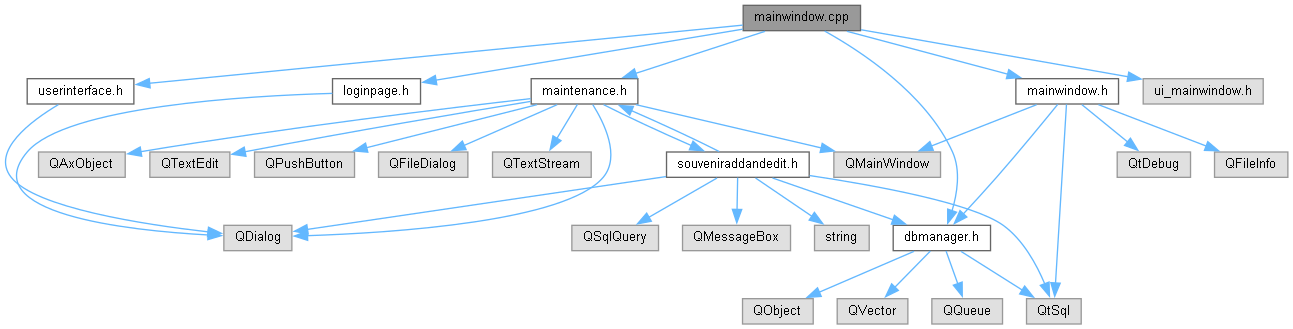 mainwindow.cpp
userinterface.h
loginpage.h
maintenance.h
mainwindow.h
ui_mainwindow.h
QAxObject
QTextEdit
QPushButton
QFileDialog
QTextStream
souveniraddandedit.h
QMainWindow
QtDebug
QFileInfo
QDialog
QSqlQuery
QMessageBox
string
dbmanager.h
QObject
QVector
QQueue
QtSql